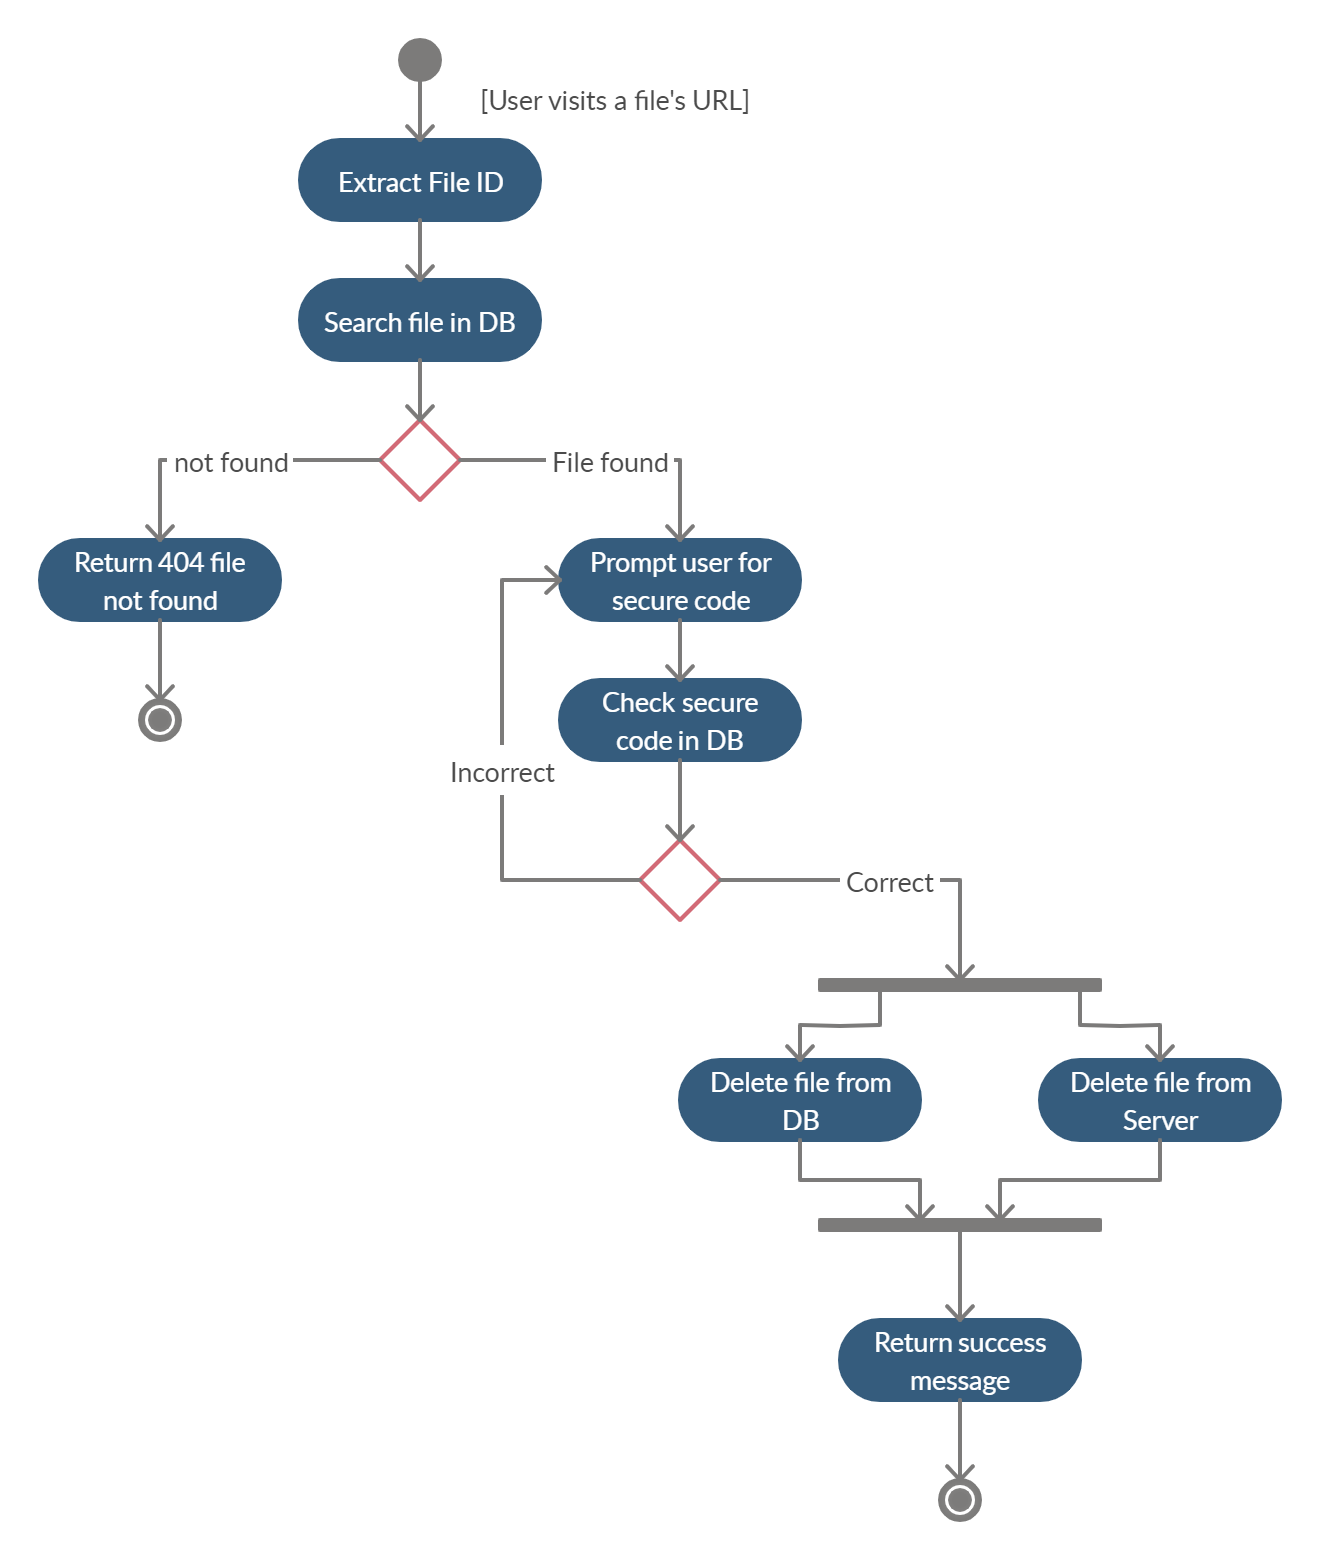 [User visits a file's URL]
Extract File ID
Search file in DB
not found
File found
Return 404 file
not found
Prompt user for
secure code
Check secure
code in DB
Incorrect
Correct
Delete file from
DB
Delete file from
Server
Return success
message